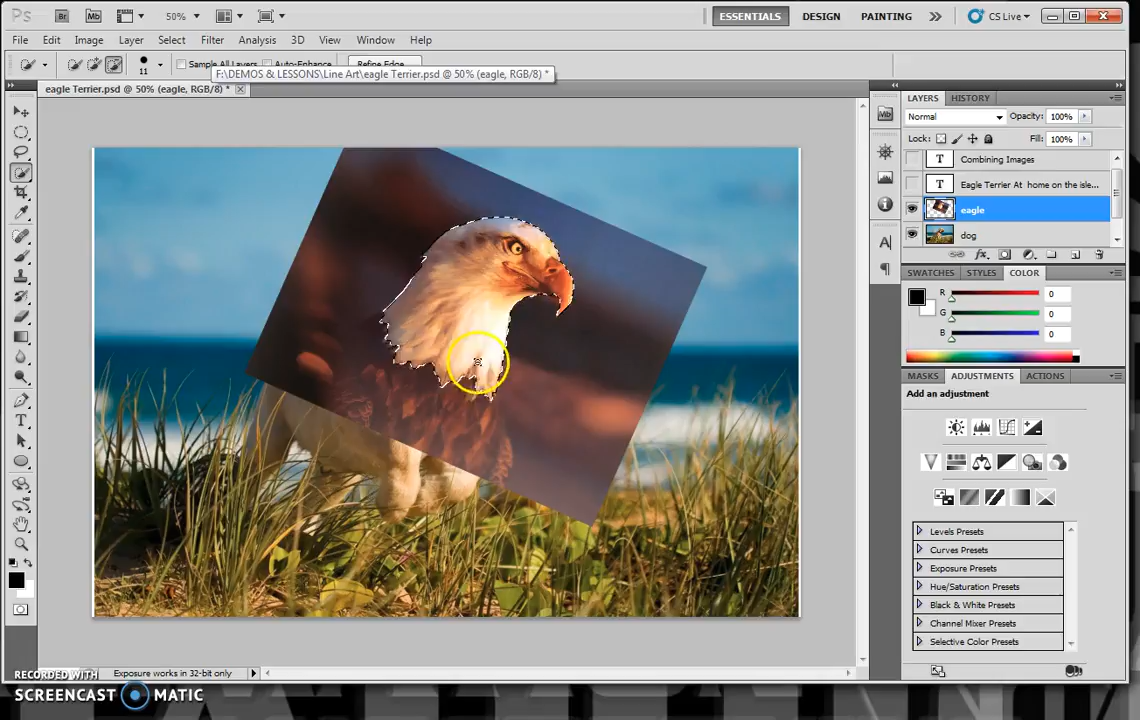 Ps Br Mb 50% ESSENTIALS DESIGN PAINTING CS Live
File Edit Image Layer Select Filter Analysis 3D View Window Help
11 Sample All Layers Auto-Enhance Refine Edge...
F:\DEMOS & LESSONS\Line Art\eagle Terrier.psd @ 50% (eagle, RGB/8) *
eagle Terrier.psd @ 50% (eagle, RGB/8) *
LAYERS HISTORY
Normal Opacity: 100%
Lock: Fill: 100%
T Combining Images
T Eagle Terrier At home on the isle...
eagle
dog
SWATCHES STYLES COLOR
R 0
G 0
B 0
MASKS ADJUSTMENTS ACTIONS
Add an adjustment
Levels Presets
Curves Presets
Exposure Presets
Hue/Saturation Presets
Black & White Presets
Channel Mixer Presets
Selective Color Presets
Exposure works in 32-bit only
RECORDED WITH
SCREENCAST MATIC